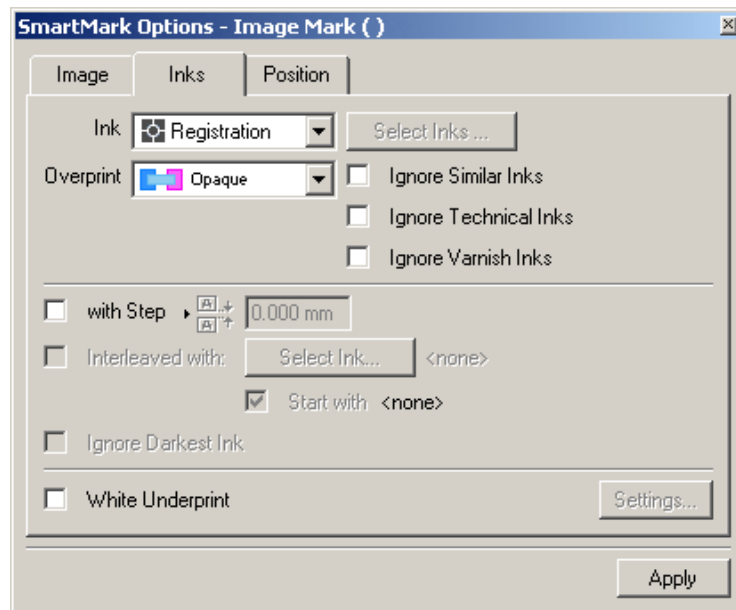 SmartMark Options - Image Mark ( )
Image Inks Position
Ink Registration Select Inks ...
Overprint Opaque Ignore Similar Inks
Ignore Technical Inks
Ignore Varnish Inks
with Step A A 0.000 mm
Interleaved with: Select Ink... <none>
Start with <none>
Ignore Darkest Ink
White Underprint Settings...
Apply